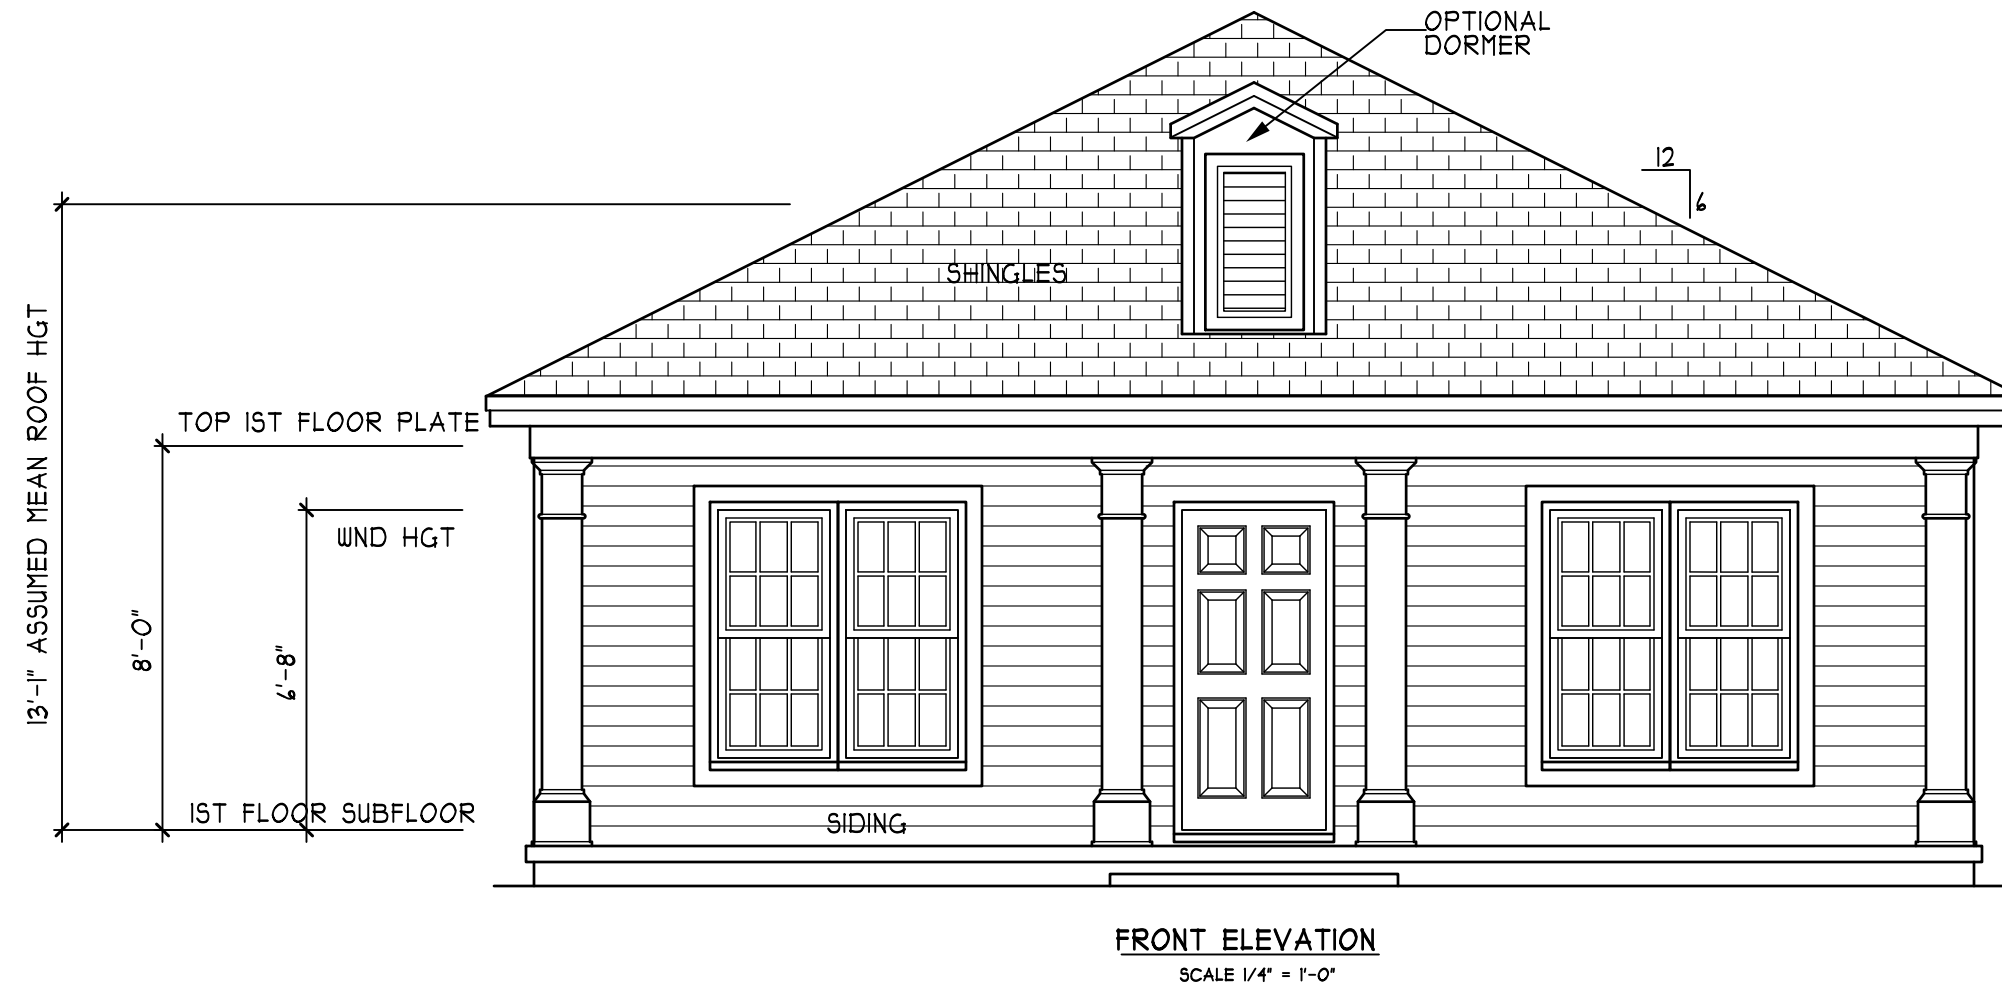 OPTIONAL
DORMER
12
6
SHINGLES
13'-1" ASSUMED MEAN ROOF HGT
TOP 1ST FLOOR PLATE
WND HGT
8'-0"
6'-8"
1ST FLOOR SUBFLOOR
SIDING
FRONT ELEVATION
SCALE 1/4" = 1'-0"